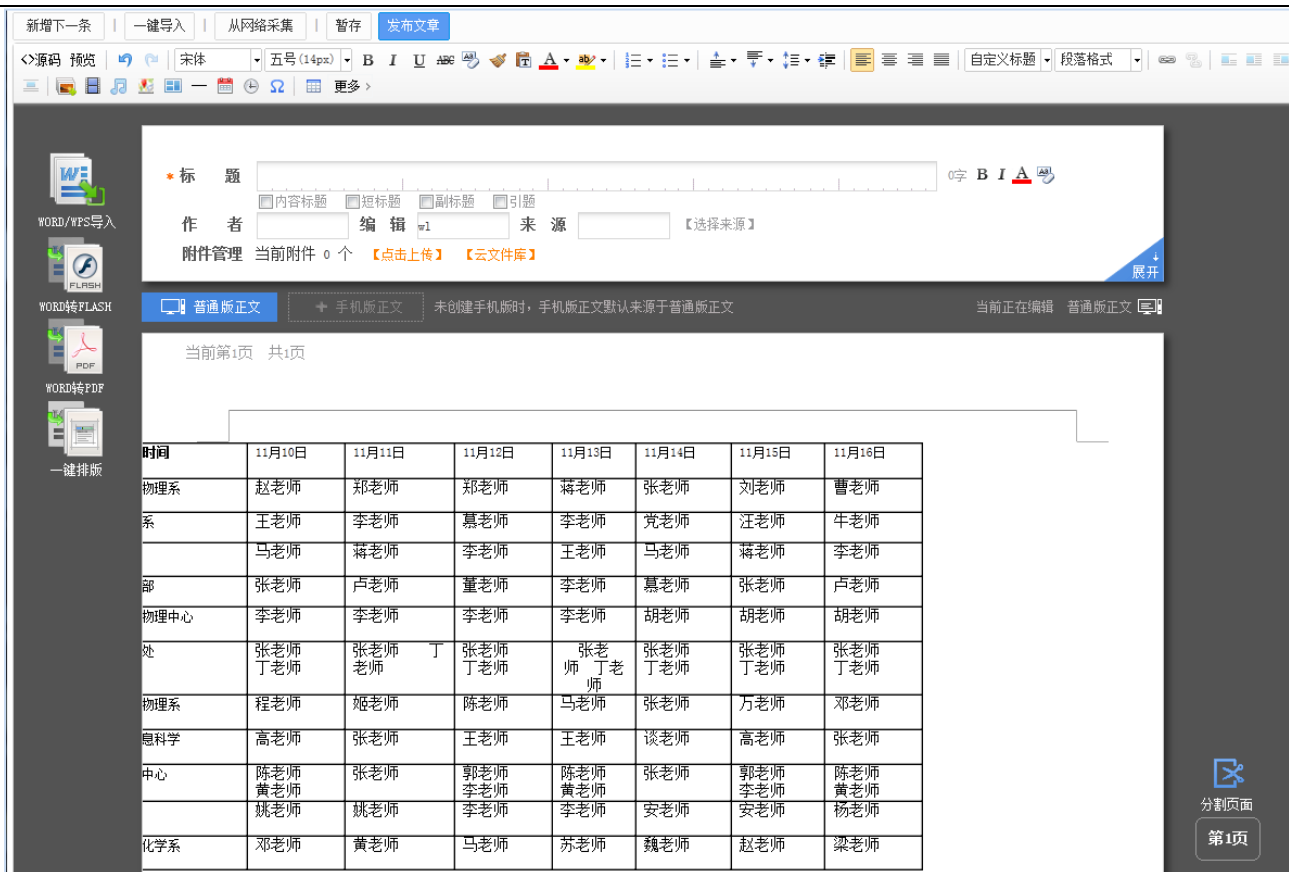 新增下一条 一键导入 从网络采集 暂存 发布文章
<>源码 预览 宋体 五号(14px) B I U ABC A ab 自定义标题 段落格式
Ω 更多 >
* 标 题 0字 B I A
内容标题 短标题 副标题 引题
作 者 编 辑 wl 来 源 【选择来源】
附件管理 当前附件 0 个 【点击上传】 【云文件库】
展开
WORD/WPS导入
FLASH
WORD转FLASH
PDF
WORD转PDF
一键排版
普通版正文 + 手机版正文 未创建手机版时，手机版正文默认来源于普通版正文 当前正在编辑 普通版正文
当前第1页 共1页
时间 11月10日 11月11日 11月12日 11月13日 11月14日 11月15日 11月16日
物理系 赵老师 郑老师 郑老师 蒋老师 张老师 刘老师 曹老师
系 王老师 李老师 慕老师 李老师 党老师 汪老师 牛老师
马老师 蒋老师 李老师 王老师 马老师 蒋老师 李老师
部 张老师 卢老师 董老师 李老师 慕老师 张老师 卢老师
物理中心 李老师 李老师 李老师 李老师 胡老师 胡老师 胡老师
处 张老师 丁老师 张老师 丁老师 张老师 丁老师 张老师 丁老师 张老师 丁老师 张老师 丁老师 张老师 丁老师
物理系 程老师 姬老师 陈老师 马老师 张老师 万老师 邓老师
息科学 高老师 张老师 王老师 王老师 谈老师 高老师 张老师
中心 陈老师 黄老师 张老师 郭老师 李老师 陈老师 黄老师 张老师 郭老师 李老师 陈老师 黄老师
姚老师 姚老师 李老师 李老师 安老师 安老师 杨老师
化学系 邓老师 黄老师 马老师 苏老师 魏老师 赵老师 梁老师
分割页面
第1页